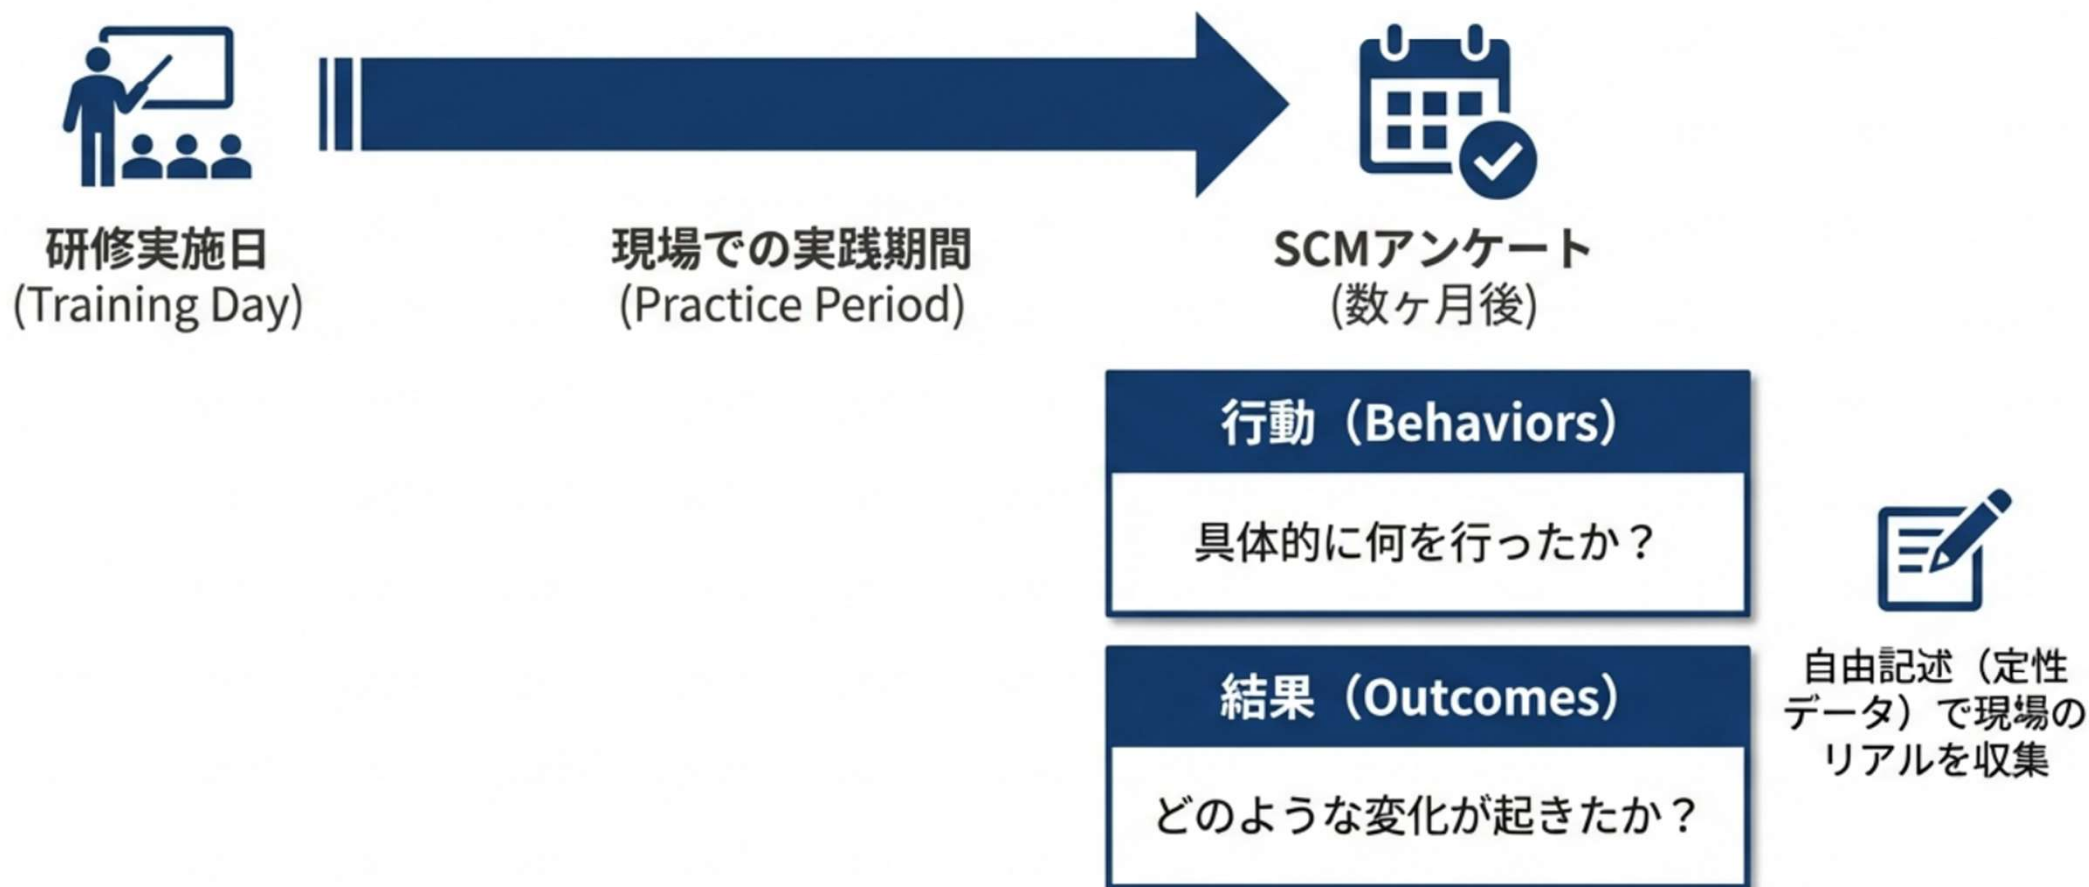 研修実施日
(Training Day)
現場での実践期間
(Practice Period)
SCMアンケート
(数ヶ月後)
行動（Behaviors）
具体的に何を行ったか？
結果（Outcomes）
どのような変化が起きたか？
自由記述（定性
データ）で現場の
リアルを収集